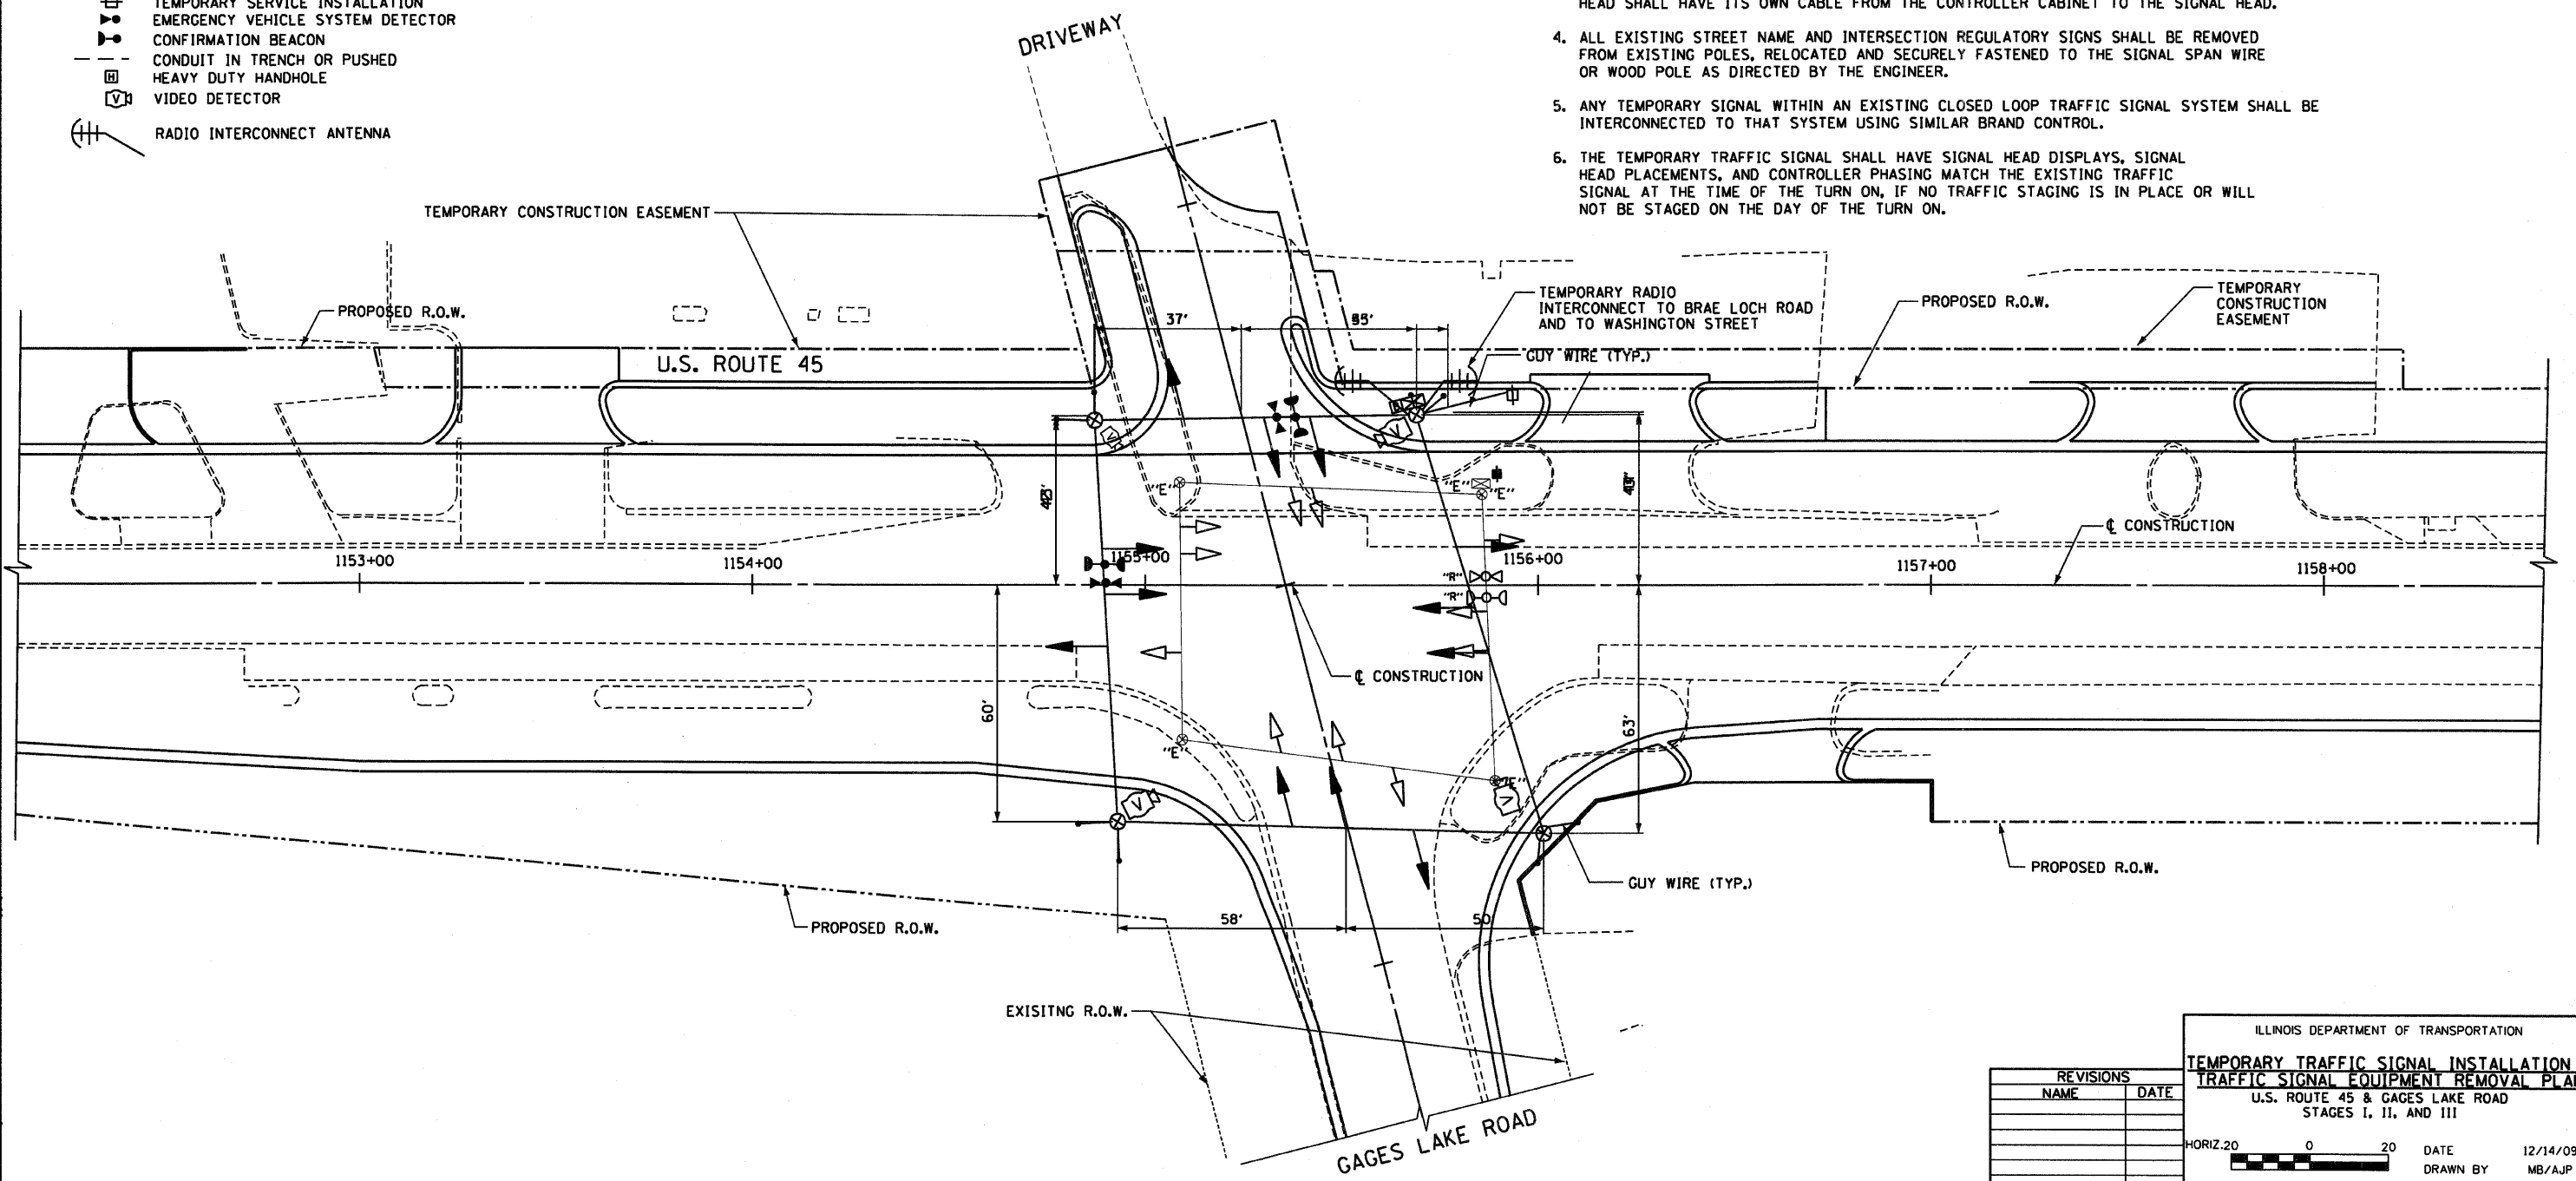 TEMPORARY SERVICE INSTALLATION
EMERGENCY VEHICLE SYSTEM DETECTOR
CONFIRMATION BEACON
CONDUIT IN TRENCH OR PUSHED
H HEAVY DUTY HANDHOLE
V VIDEO DETECTOR
RADIO INTERCONNECT ANTENNA
HEAD SHALL HAVE ITS OWN CABLE FROM THE CONTROLLER CABINET TO THE SIGNAL HEAD.
4. ALL EXISTING STREET NAME AND INTERSECTION REGULATORY SIGNS SHALL BE REMOVED
FROM EXISTING POLES, RELOCATED AND SECURELY FASTENED TO THE SIGNAL SPAN WIRE
OR WOOD POLE AS DIRECTED BY THE ENGINEER.
5. ANY TEMPORARY SIGNAL WITHIN AN EXISTING CLOSED LOOP TRAFFIC SIGNAL SYSTEM SHALL BE
INTERCONNECTED TO THAT SYSTEM USING SIMILAR BRAND CONTROL.
6. THE TEMPORARY TRAFFIC SIGNAL SHALL HAVE SIGNAL HEAD DISPLAYS, SIGNAL
HEAD PLACEMENTS, AND CONTROLLER PHASING MATCH THE EXISTING TRAFFIC
SIGNAL AT THE TIME OF THE TURN ON, IF NO TRAFFIC STAGING IS IN PLACE OR WILL
NOT BE STAGED ON THE DAY OF THE TURN ON.
DRIVEWAY
TEMPORARY CONSTRUCTION EASEMENT
PROPOSED R.O.W.
U.S. ROUTE 45
37'
TEMPORARY RADIO
INTERCONNECT TO BRAE LOCH ROAD
AND TO WASHINGTON STREET
GUY WIRE (TYP.)
PROPOSED R.O.W.
TEMPORARY
CONSTRUCTION
EASEMENT
V
V
"E"
"E"
"E"
℄ CONSTRUCTION
1153+00
1154+00
1155+00
1156+00
1157+00
1158+00
"R"
"R"
℄ CONSTRUCTION
60'
63'
"E"
"E"
V
V
PROPOSED R.O.W.
58'
50'
GUY WIRE (TYP.)
PROPOSED R.O.W.
EXISITNG R.O.W.
GAGES LAKE ROAD
REVISIONS
NAME DATE
ILLINOIS DEPARTMENT OF TRANSPORTATION
TEMPORARY TRAFFIC SIGNAL INSTALLATION
TRAFFIC SIGNAL EQUIPMENT REMOVAL PLA
U.S. ROUTE 45 & GAGES LAKE ROAD
STAGES I, II, AND III
HORIZ.20 0 20
DATE 12/14/09
DRAWN BY MB/AJP